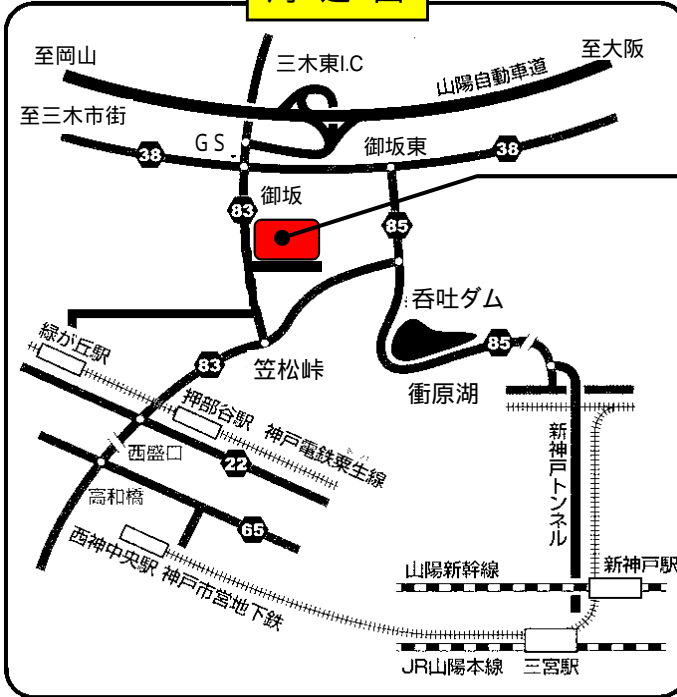 至岡山
三木東I.C
山陽自動車道
至大阪
至三木市街
GS
御坂東
38
38
83
御坂
85
呑吐ダム
緑が丘駅
83
笠松峠
85
衝原湖
押部谷駅
神戸電鉄粟生線
西盛口
22
新神戸トンネル
高和橋
65
西神中央駅
神戸市営地下鉄
山陽新幹線
新神戸駅
JR山陽本線
三宮駅